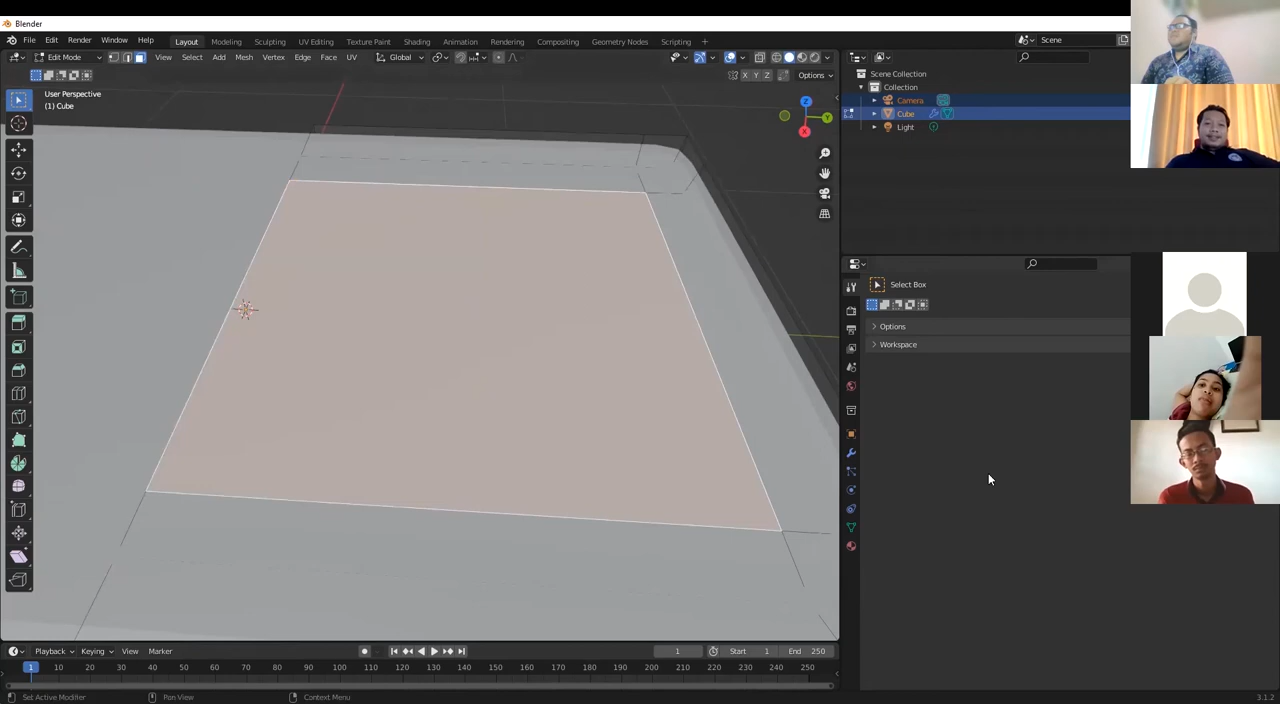 Blender
File Edit Render Window Help Layout Modeling Sculpting UV Editing Texture Paint Shading Animation Rendering Compositing Geometry Nodes Scripting + Scene
Edit Mode View Select Add Mesh Vertex Edge Face UV Global
X Y Z Options
User Perspective
(1) Cube
Z
Y
X
Scene Collection
Collection
Camera
Cube
Light
Select Box
Options
Workspace
Playback Keying View Marker 1 Start 1 End 250
1 10 20 30 40 50 60 70 80 90 100 110 120 130 140 150 160 170 180 190 200 210 220 230 240 250
Set Active Modifier Pan View Context Menu 3.1.2